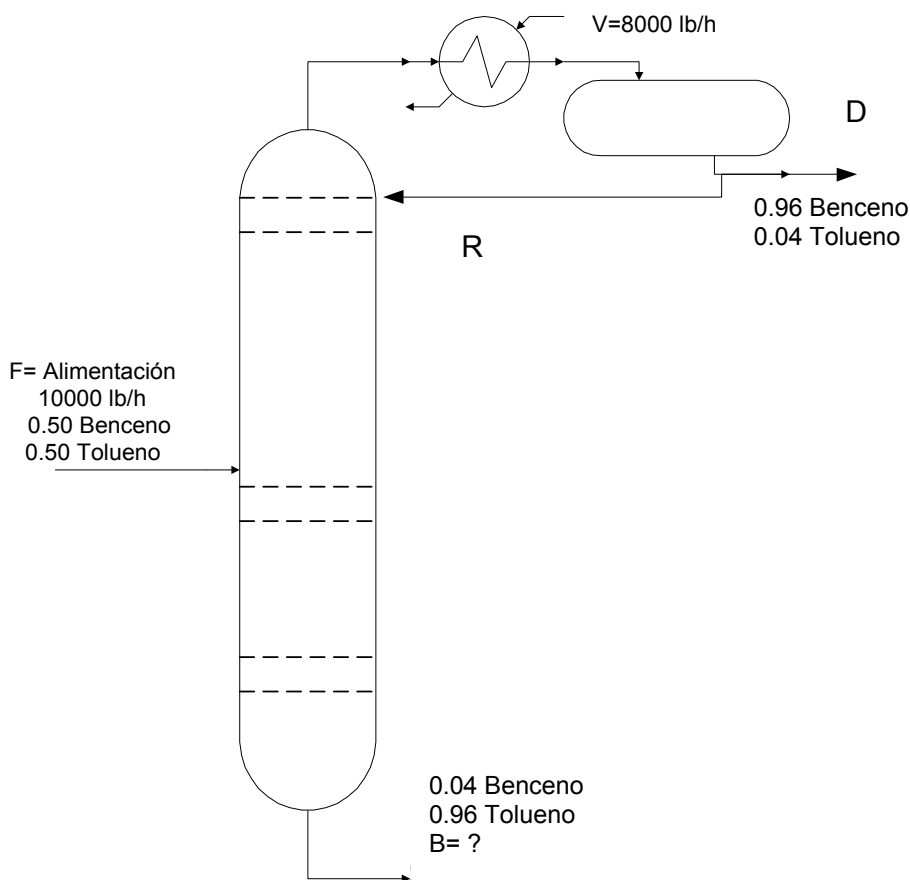 V=8000 lb/h
D
0.96 Benceno
0.04 Tolueno
R
F= Alimentación
10000 lb/h
0.50 Benceno
0.50 Tolueno
0.04 Benceno
0.96 Tolueno
B= ?